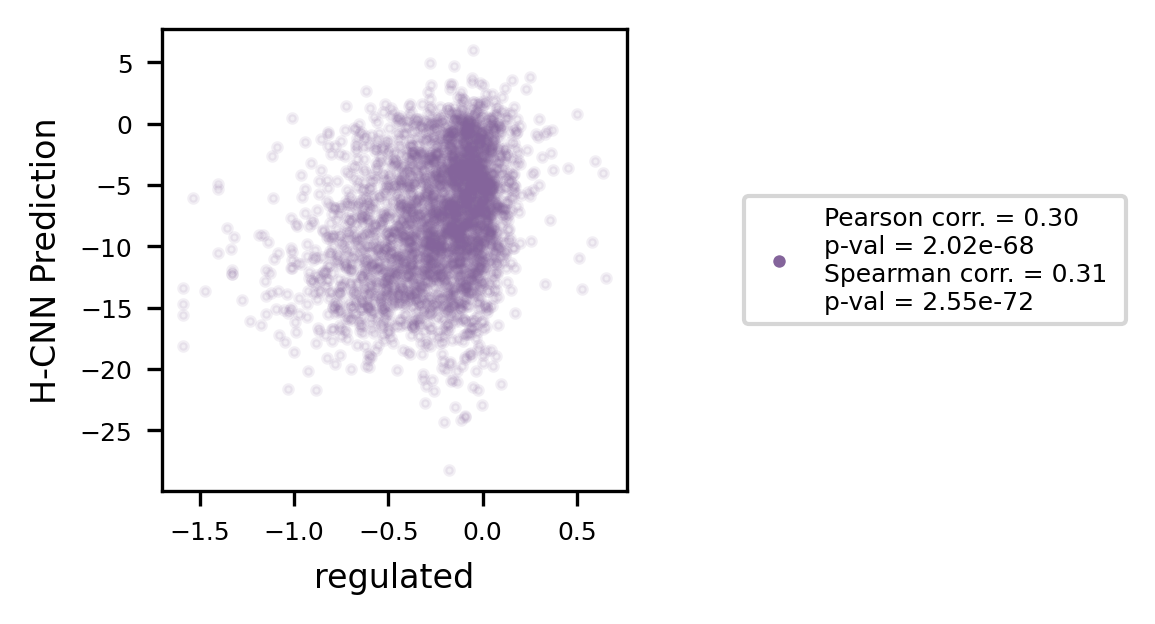 H-CNN Prediction
5
0
−5
−10
−15
−20
−25
−1.5
−1.0
−0.5
0.0
0.5
regulated
Pearson corr. = 0.30
p-val = 2.02e-68
Spearman corr. = 0.31
p-val = 2.55e-72